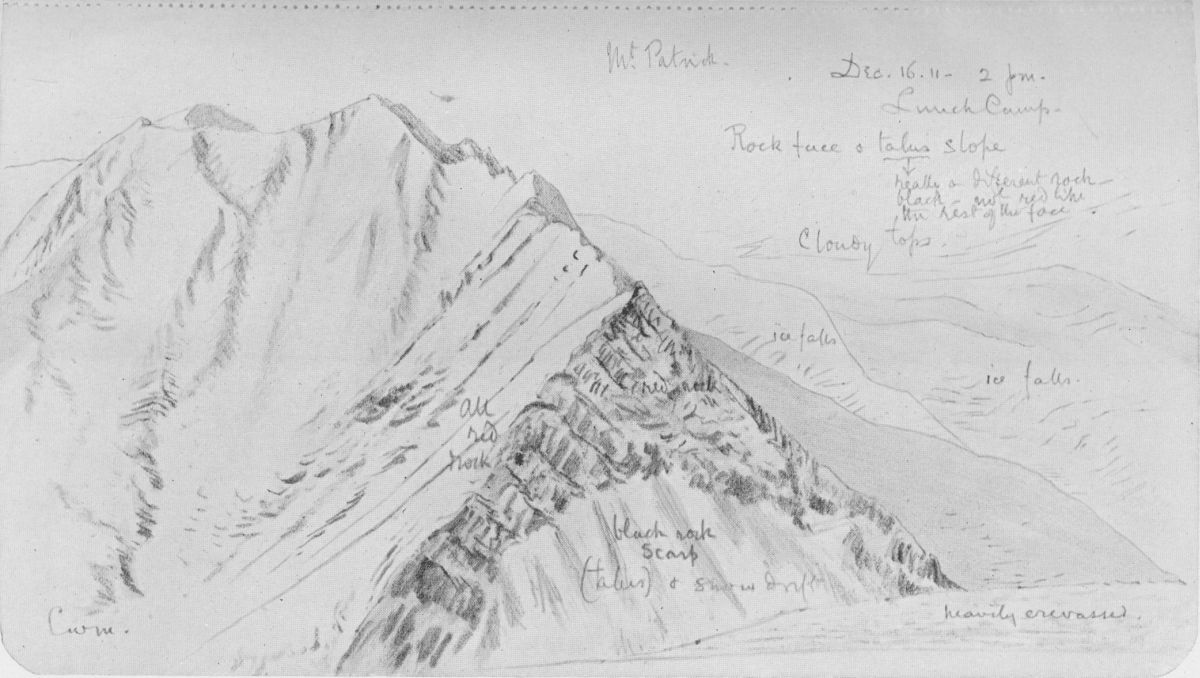 Mt. Patrick.
Dec. 16. 11 - 2 pm.
Lunch Camp -
Rock face & talus slope
really a different rock -
black - not red like
the rest of the face.
Cloudy tops.
ice falls
ice falls.
red rock
All
red
rock
black rock
scarp
(talus) & snow drift
heavily crevassed.
Cwm.